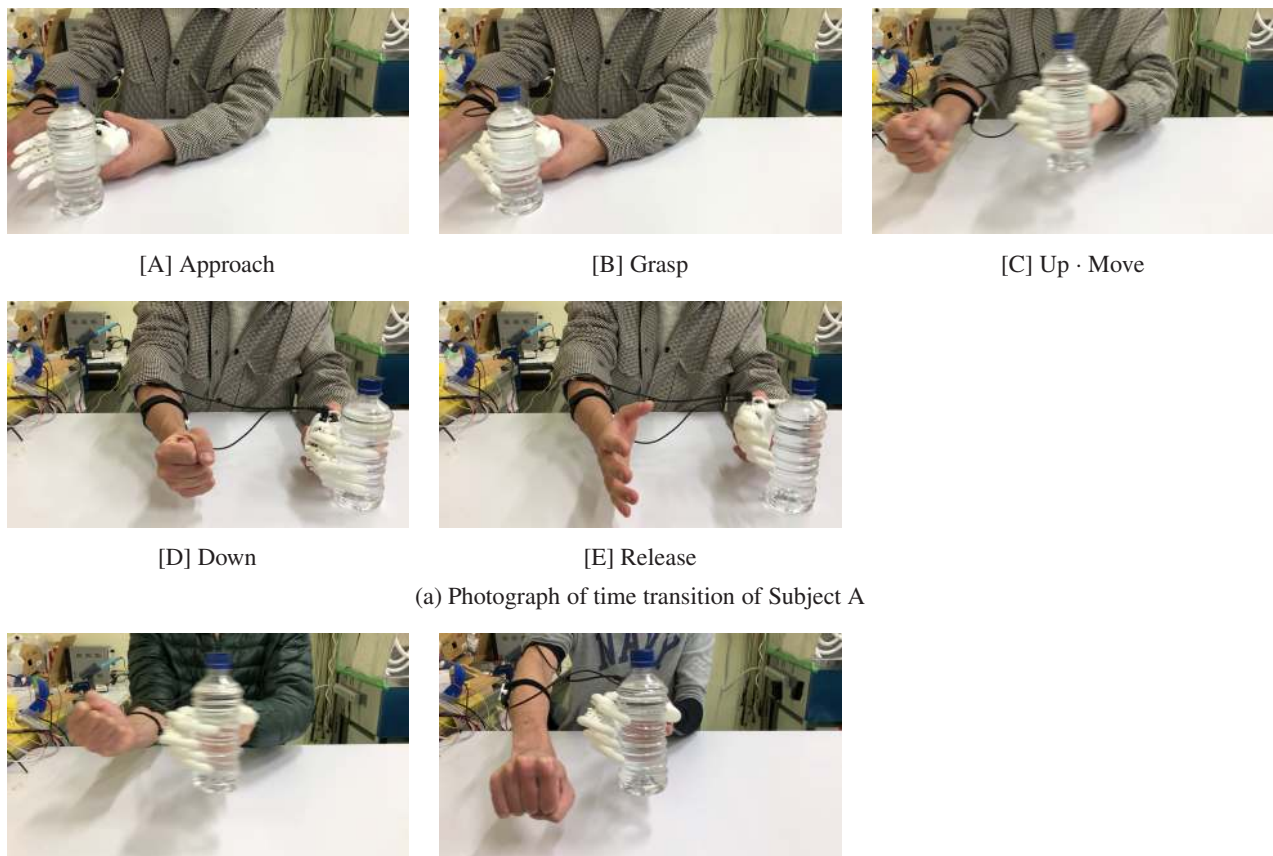 [A] Approach
[B] Grasp
[C] Up · Move
[D] Down
[E] Release
(a) Photograph of time transition of Subject A
NAVY